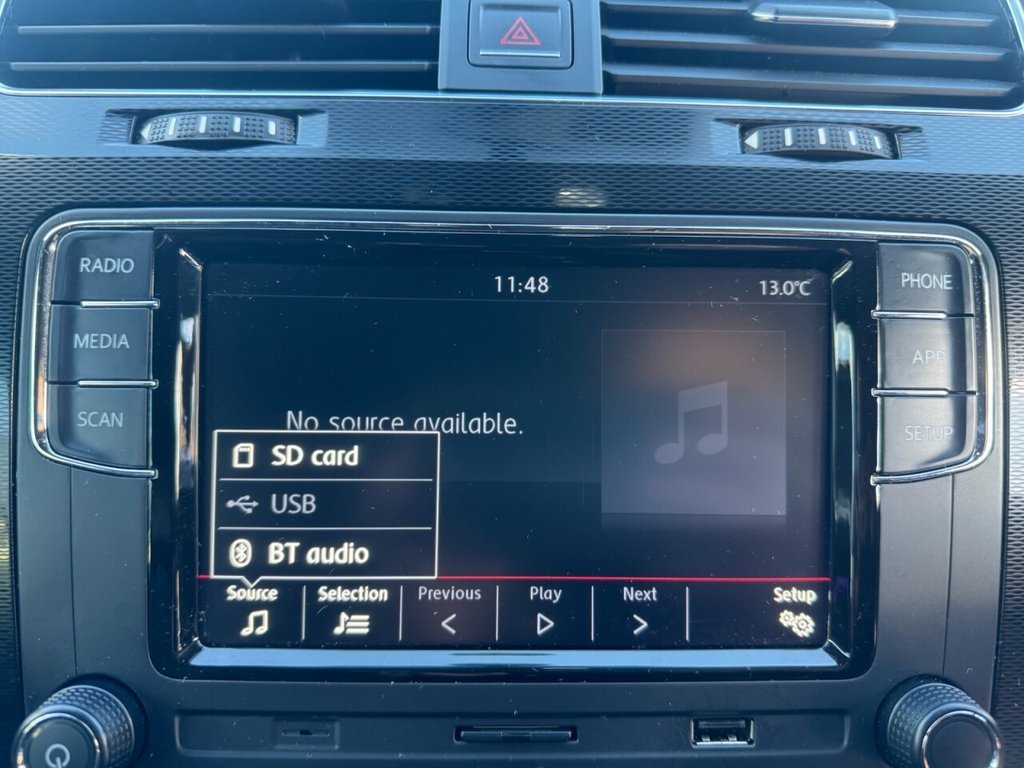 RADIO
MEDIA
SCAN
11:48
13.0°C
No source available.
SD card
USB
BT audio
Source
Selection
Previous
Play
Next
Setup
PHONE
APP
SETUP